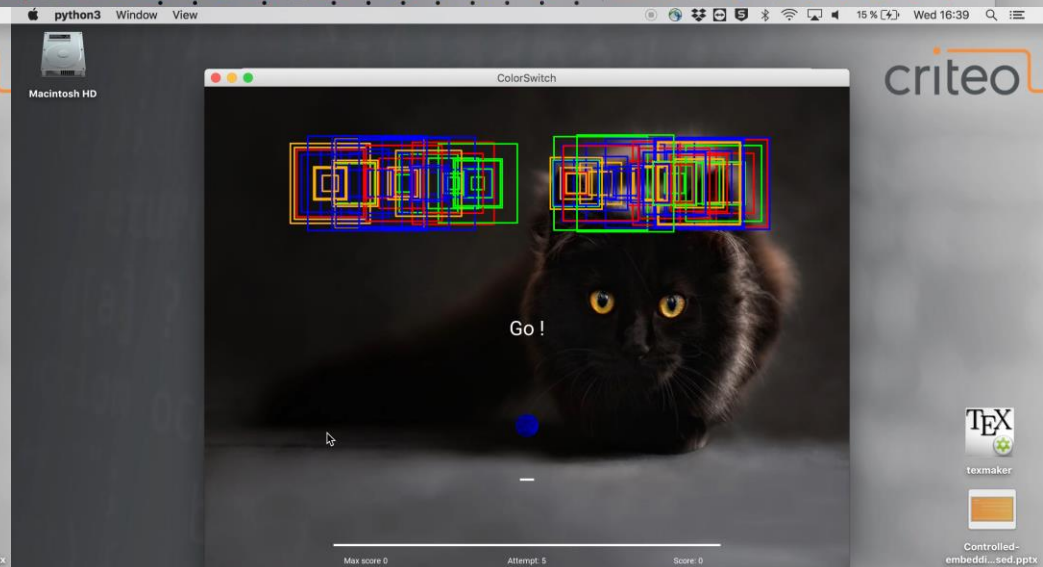 python3 Window View 15 % Wed 16:39
Macintosh HD
criteo
ColorSwitch
Go !
TEX
texmaker
Controlled-
embeddi...sed.pptx
x
Max score 0 Attempt: 5 Score: 0